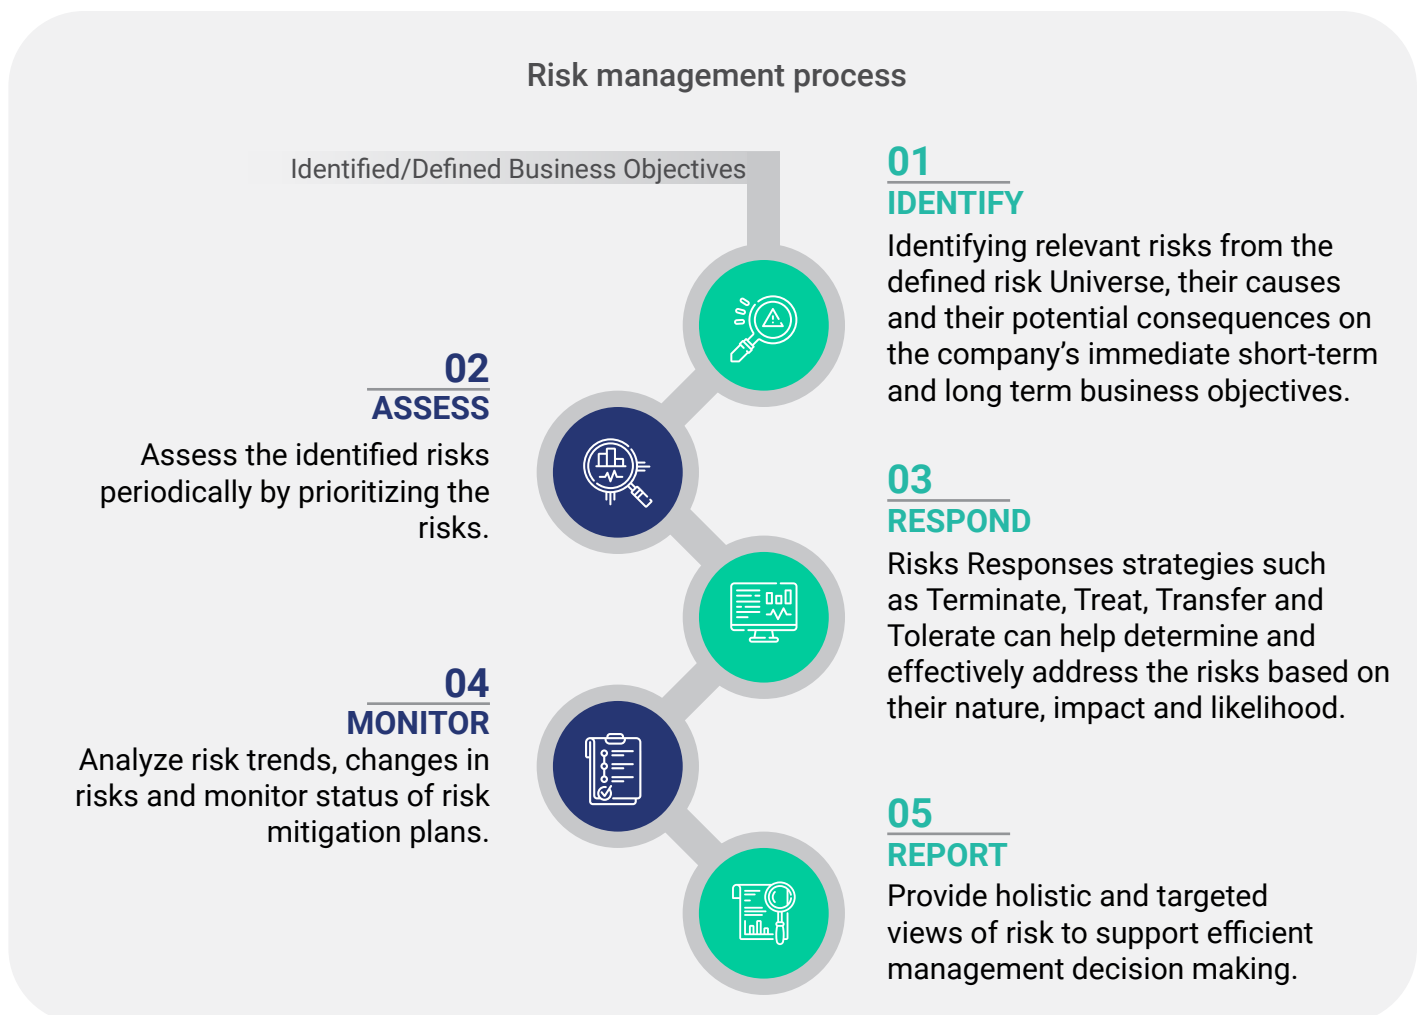 Risk management process
Identified/Defined Business Objectives
01
IDENTIFY
Identifying relevant risks from the
defined risk Universe, their causes
and their potential consequences on
the company’s immediate short-term
and long term business objectives.
02
ASSESS
Assess the identified risks
periodically by prioritizing the
risks.
03
RESPOND
Risks Responses strategies such
as Terminate, Treat, Transfer and
Tolerate can help determine and
effectively address the risks based on
their nature, impact and likelihood.
04
MONITOR
Analyze risk trends, changes in
risks and monitor status of risk
mitigation plans.
05
REPORT
Provide holistic and targeted
views of risk to support efficient
management decision making.